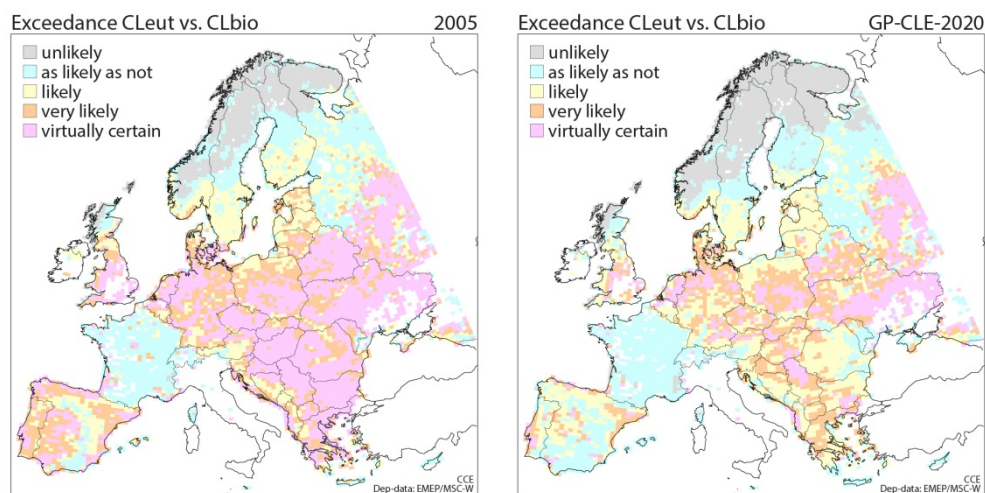 Exceedance CLeut vs. CLbio 2005
unlikely
as likely as not
likely
very likely
virtually certain
CCE
Dep-data: EMEP/MSC-W
Exceedance CLeut vs. CLbio GP-CLE-2020
unlikely
as likely as not
likely
very likely
virtually certain
CCE
Dep-data: EMEP/MSC-W